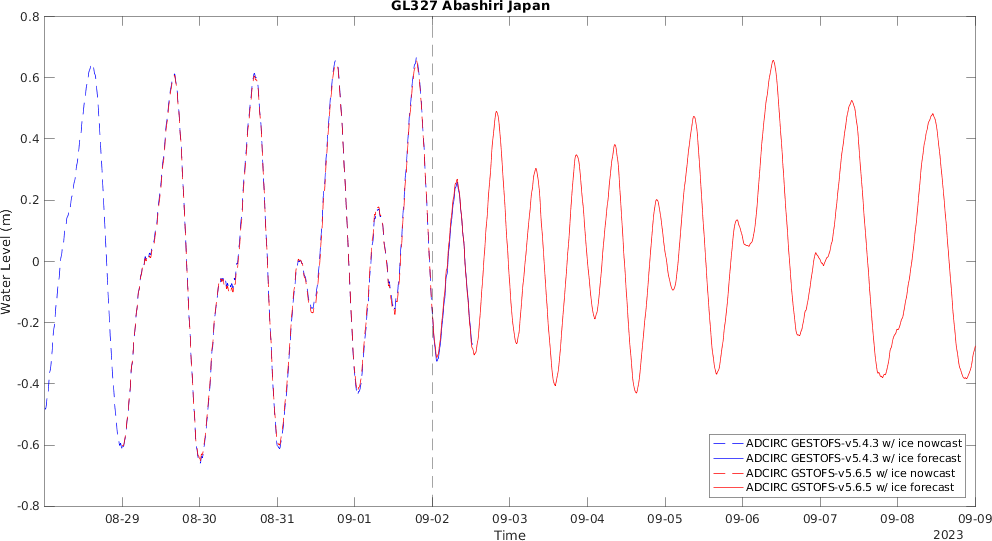 GL327 Abashiri Japan
0.8
0.6
0.4
0.2
0
-0.2
-0.4
-0.6
-0.8
Water Level (m)
ADCIRC GESTOFS-v5.4.3 w/ ice nowcast
ADCIRC GESTOFS-v5.4.3 w/ ice forecast
ADCIRC GSTOFS-v5.6.5 w/ ice nowcast
ADCIRC GSTOFS-v5.6.5 w/ ice forecast
08-29 08-30 08-31 09-01 09-02 09-03 09-04 09-05 09-06 09-07 09-08 09-09
Time
2023